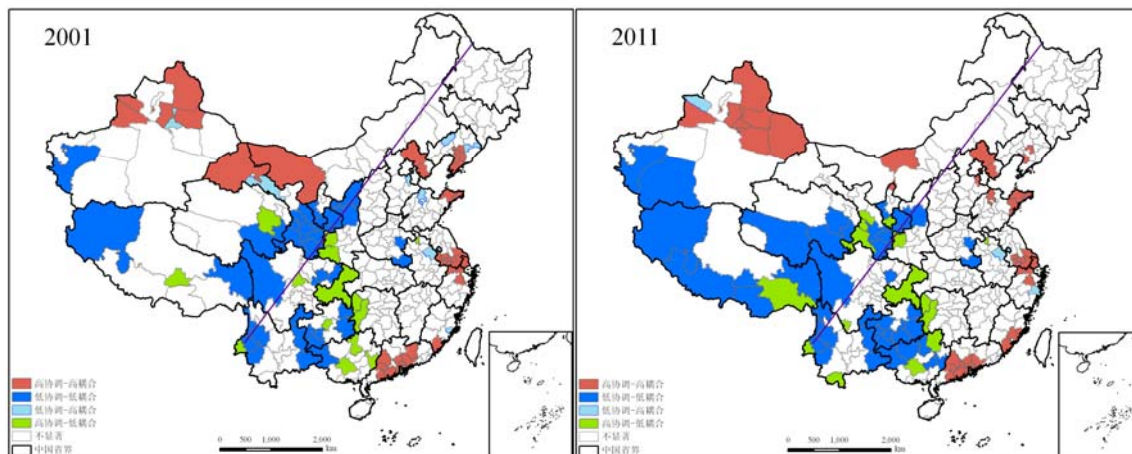 2001
高协调-高耦合
低协调-低耦合
低协调-高耦合
高协调-低耦合
不显著
中国省界
0 500 1,000 2,000
km
2011
高协调-高耦合
低协调-低耦合
低协调-高耦合
高协调-低耦合
不显著
中国省界
0 500 1,000 2,000
km